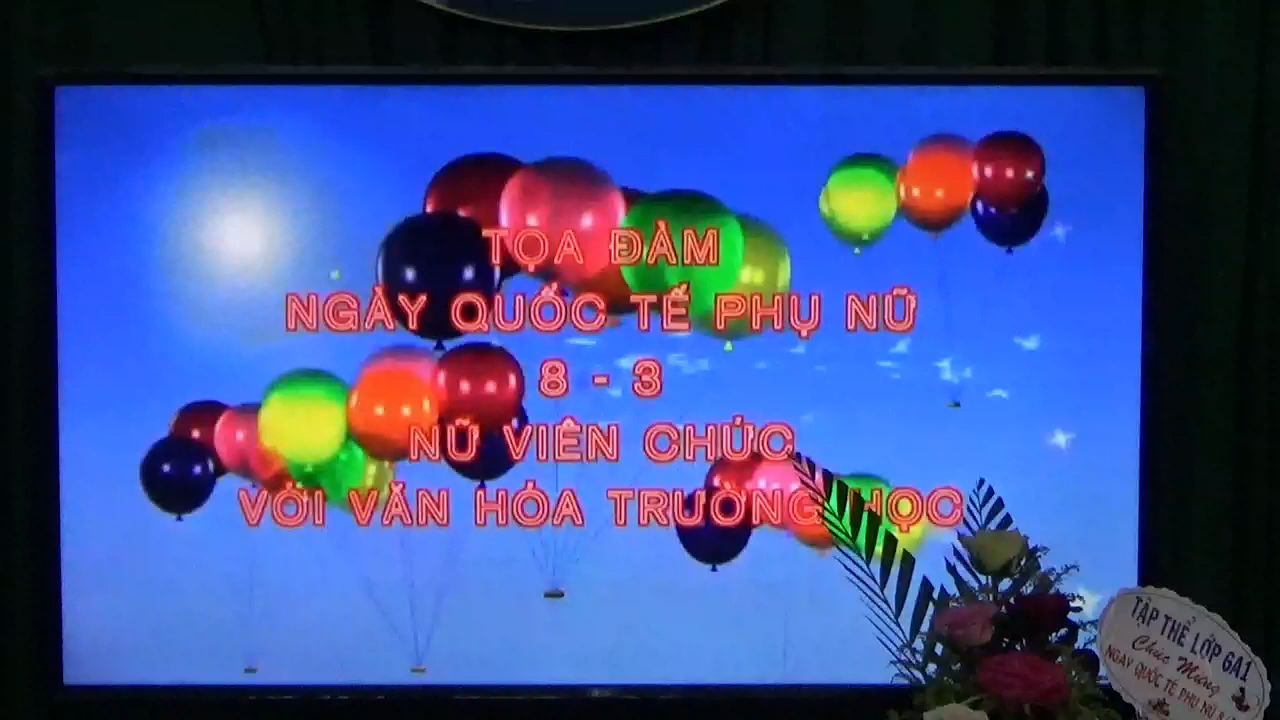 TỌA ĐÀM
NGÀY QUỐC TẾ PHỤ NỮ
8 - 3
NỮ VIÊN CHỨC
VỚI VĂN HÓA TRƯỜNG HỌC
TẬP THỂ LỚP 6A1
Chúc Mừng
NGÀY QUỐC TẾ PHỤ NỮ